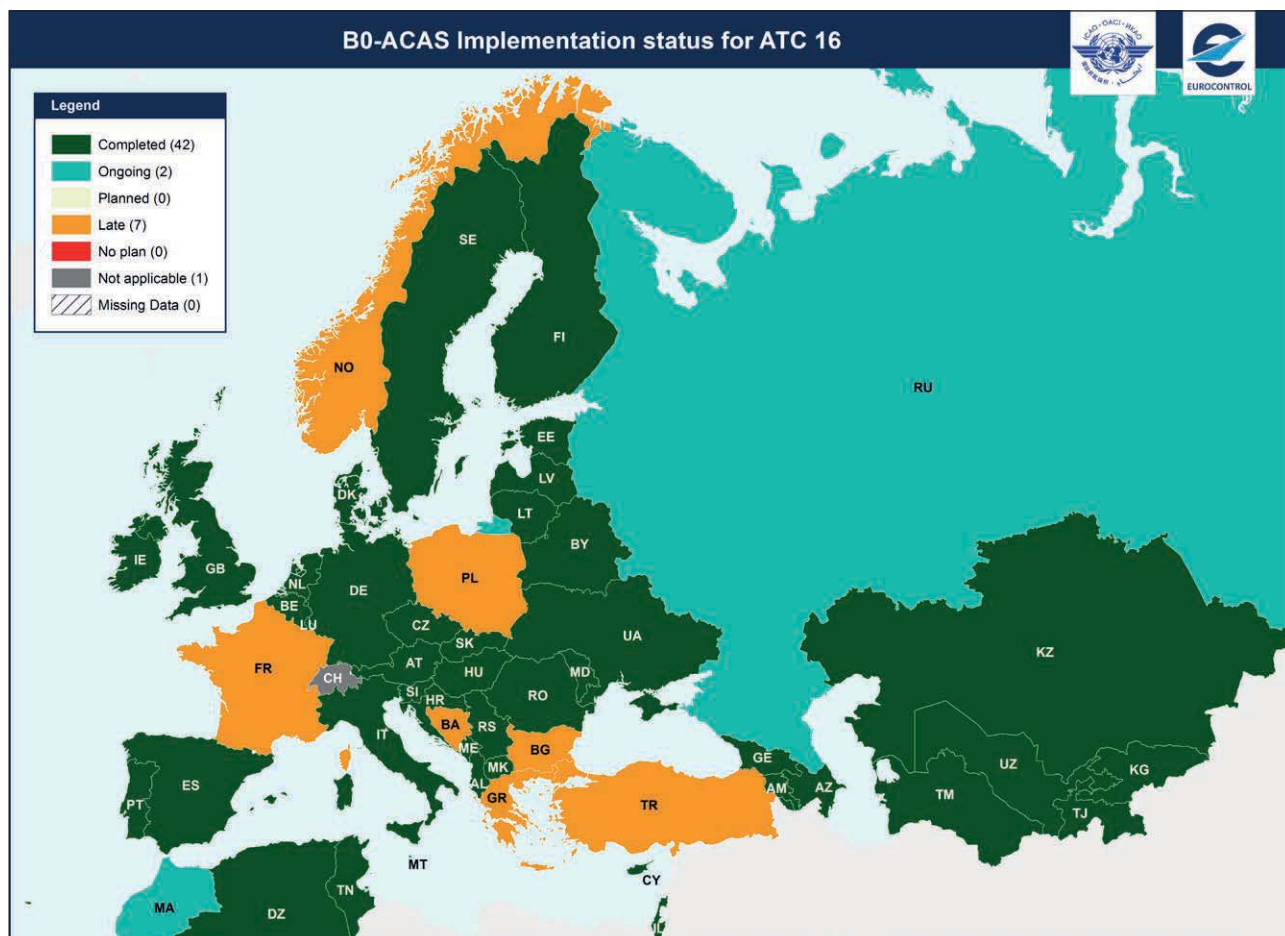 B0-ACAS Implementation status for ATC 16
ICAO · OACI · ИКАО
EUROCONTROL
Legend
Completed (42)
Ongoing (2)
Planned (0)
Late (7)
No plan (0)
Not applicable (1)
Missing Data (0)
SE
FI
NO
RU
EE
LV
DK
LT
BY
IE
GB
NL
DE
PL
BE
LU
CZ
UA
SK
KZ
FR
AT
CH
HU
MD
SI
RO
HR
IT
BA
RS
ME
BG
GE
UZ
MK
KG
ES
AL
AM
AZ
TM
PT
GR
TR
TJ
MT
CY
TN
MA
DZ
IL